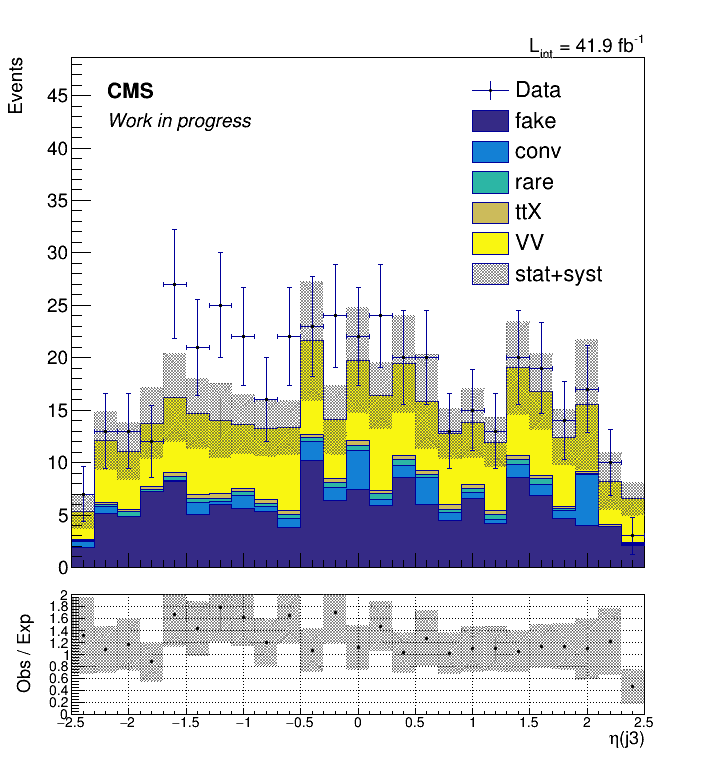 L_int = 41.9 fb^-1
Events
CMS
Work in progress
Data
fake
conv
rare
ttX
VV
stat+syst
45
40
35
30
25
20
15
10
5
0
Obs / Exp
2
1.8
1.6
1.4
1.2
1
0.8
0.6
0.4
0.2
0
−2.5 −2 −1.5 −1 −0.5 0 0.5 1 1.5 2 2.5
η(j3)